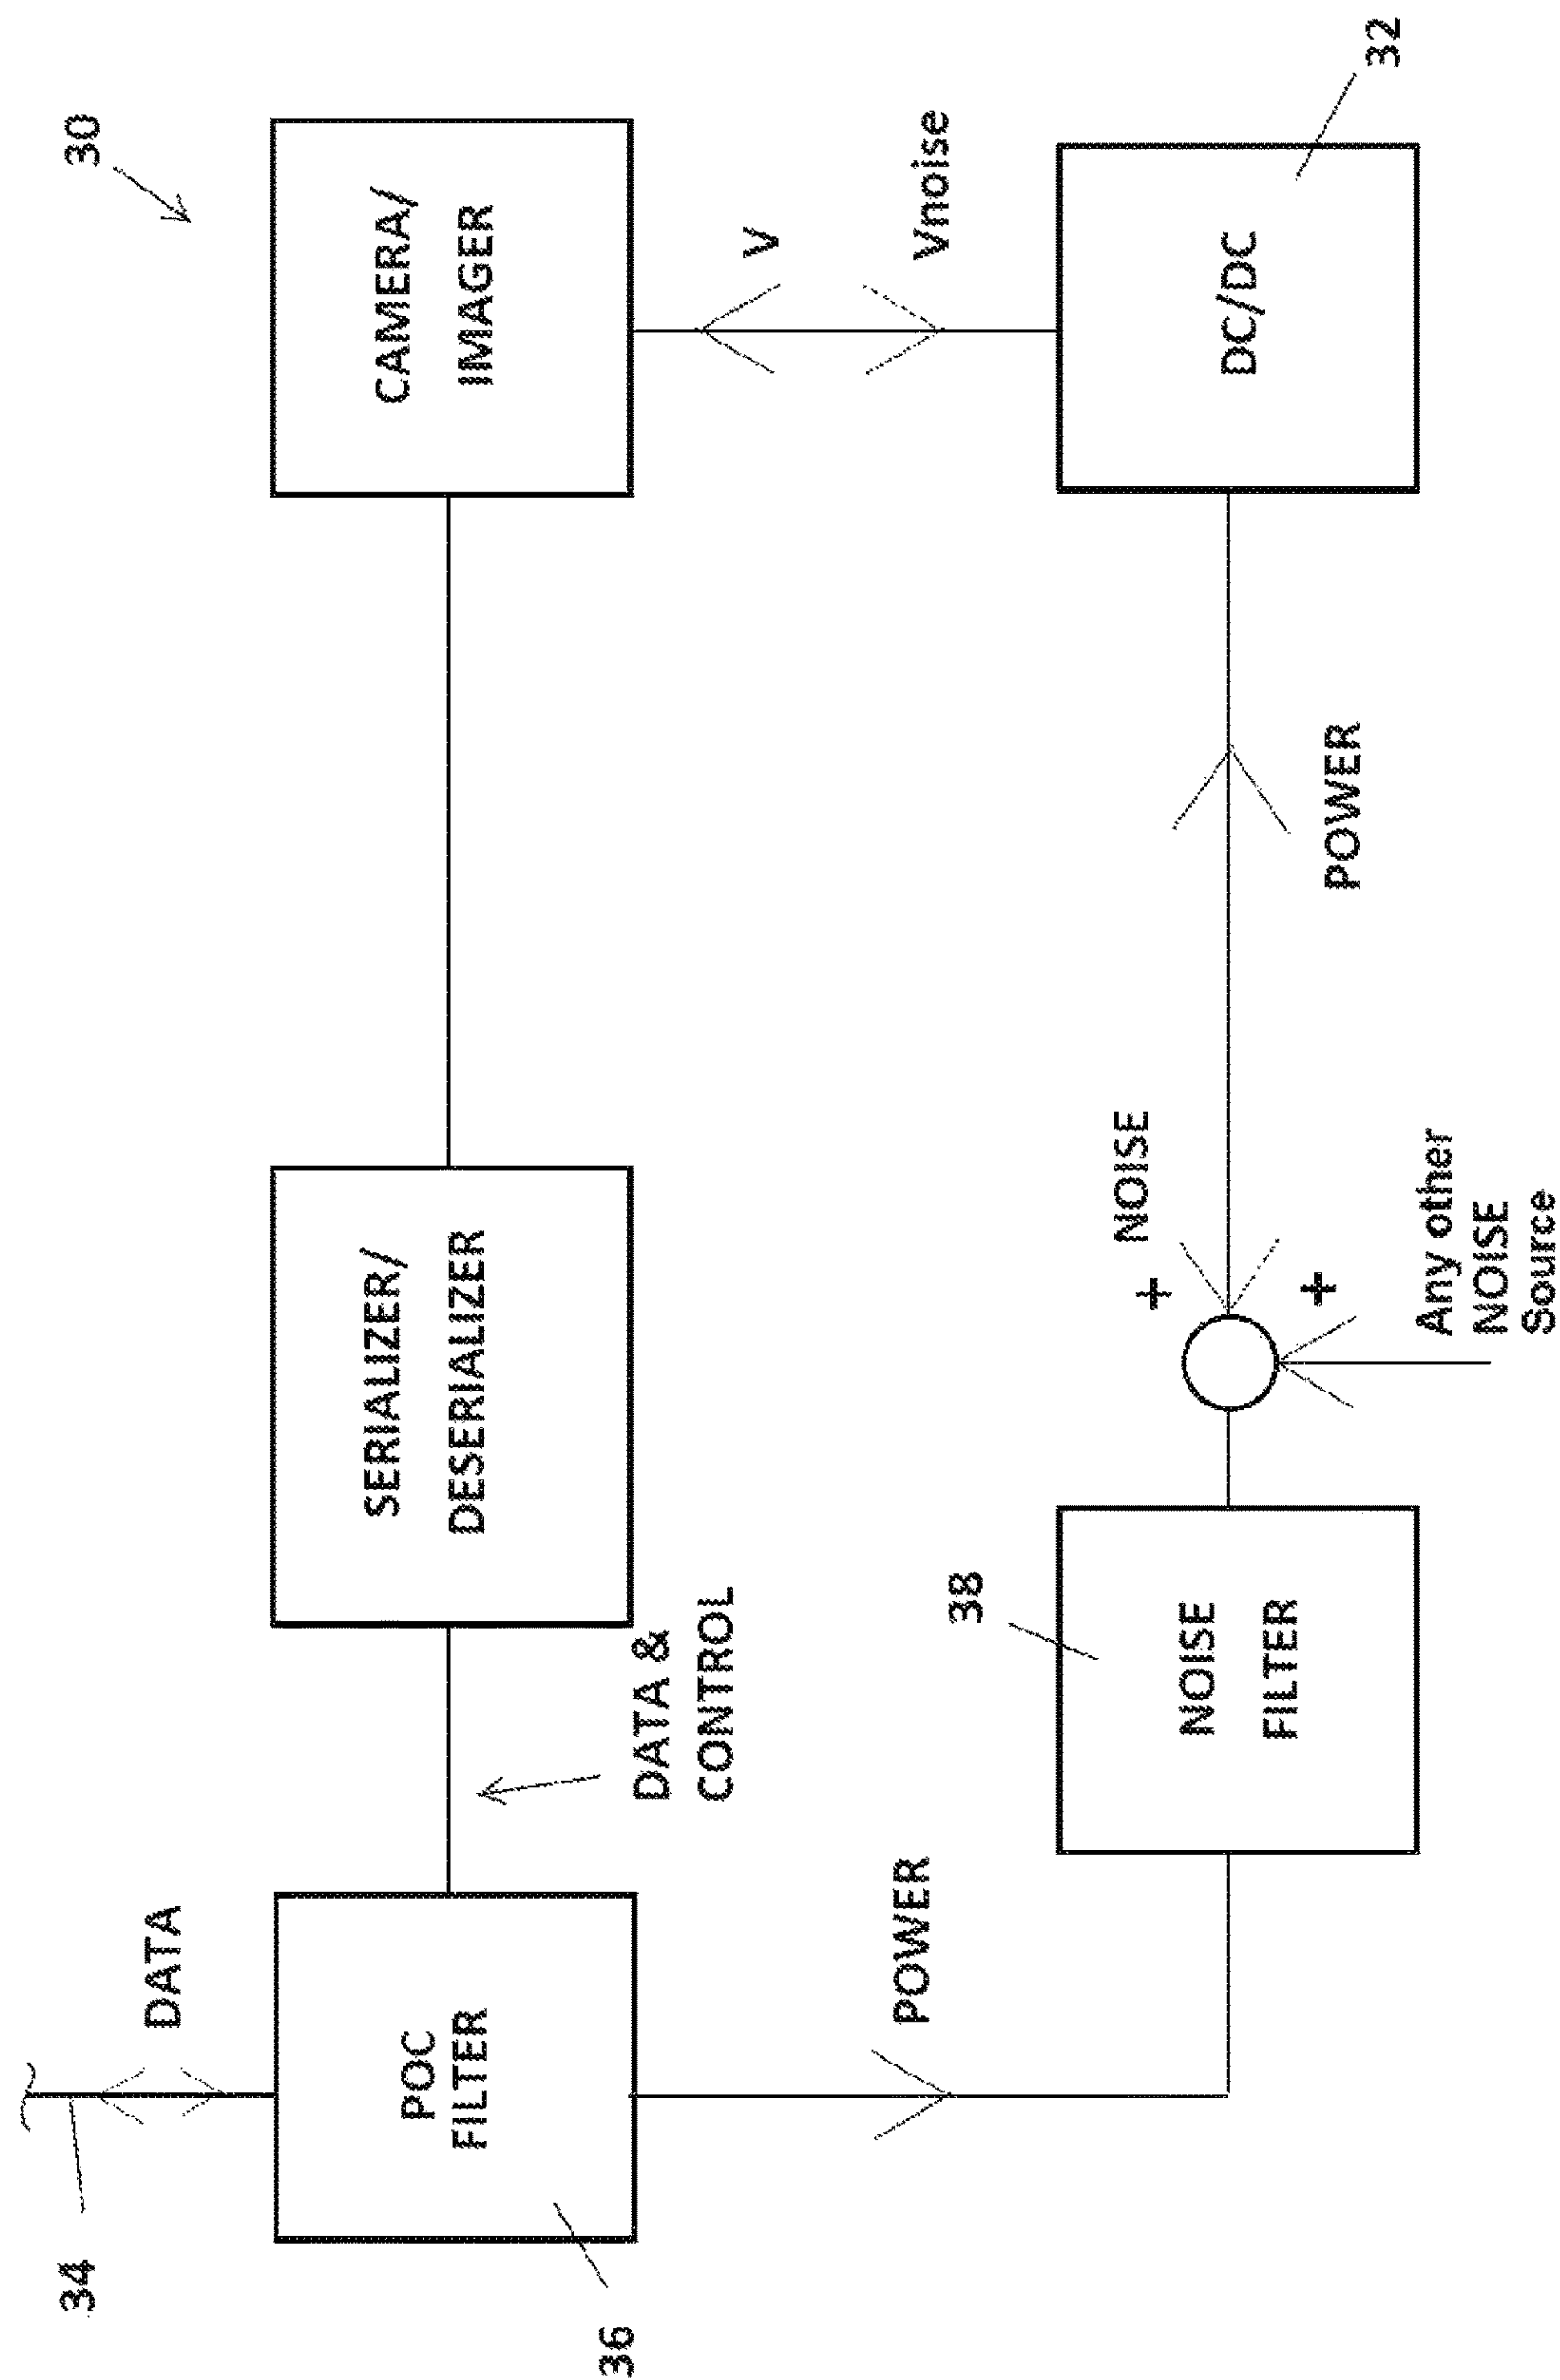 30
34
DATA
36
POC
FILTER
DATA &
CONTROL
SERIALIZER/
DESERIALIZER
CAMERA/
IMAGER
V
Vnoise
POWER
38
NOISE
FILTER
NOISE
+
+
Any other
NOISE
Source
POWER
DC/DC
32